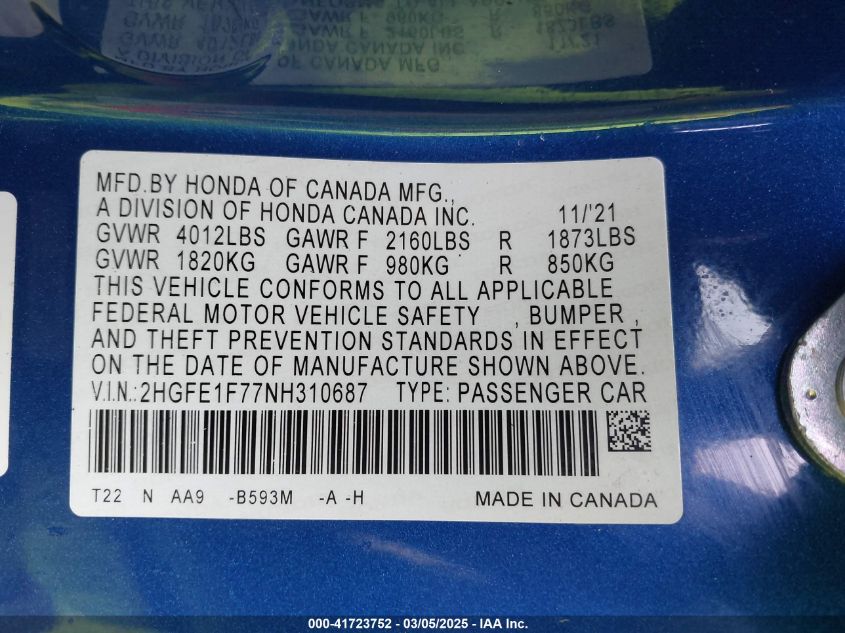 MFD.BY HONDA OF CANADA MFG.,
A DIVISION OF HONDA CANADA INC. 11/'21
GVWR 4012LBS GAWR F 2160LBS R 1873LBS
GVWR 1820KG GAWR F 980KG R 850KG
THIS VEHICLE CONFORMS TO ALL APPLICABLE
FEDERAL MOTOR VEHICLE SAFETY , BUMPER ,
AND THEFT PREVENTION STANDARDS IN EFFECT
ON THE DATE OF MANUFACTURE SHOWN ABOVE.
V.I.N.:2HGFE1F77NH310687 TYPE: PASSENGER CAR
T22 N AA9 -B593M -A -H MADE IN CANADA
000-41723752 — 03/05/2025 — IAA Inc.